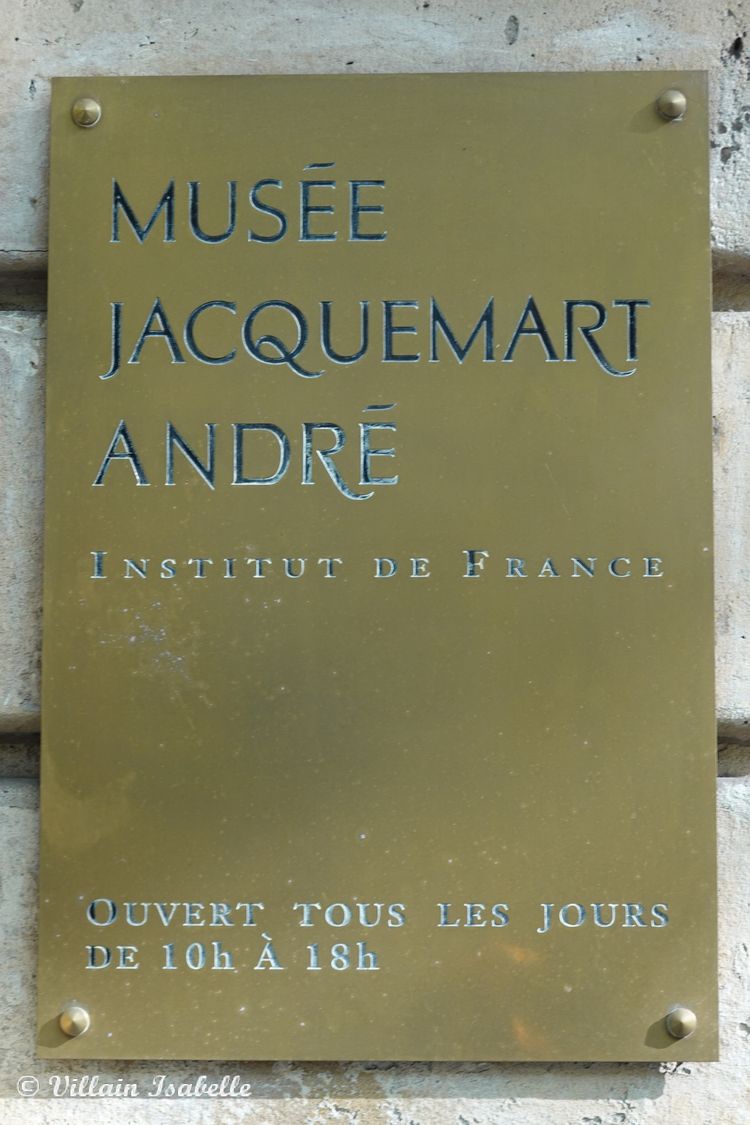 MUSÉE
JACQUEMART
ANDRÉ
INSTITUT DE FRANCE
OUVERT TOUS LES JOURS
DE 10h À 18h
© Villain Isabelle